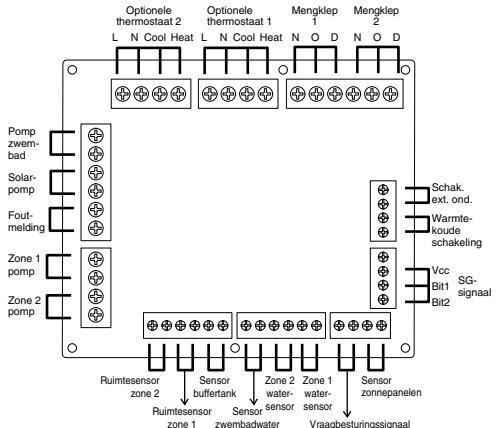 Optionele
thermostaat 2
Optionele
thermostaat 1
Mengklep
1
Mengklep
2
L N Cool Heat
L N Cool Heat
N O D
N O D
Pomp
zwem-
bad
Solar-
pomp
Fout-
melding
Zone 1
pomp
Zone 2
pomp
Schak.
ext. ond.
Warmte-
koude
schakeling
Vcc
Bit1
Bit2
SG-
signaal
Ruimtesensor
zone 2
Ruimtesensor
zone 1
Sensor
buffertank
Sensor
zwembadwater
Zone 2
water-
sensor
Zone 1
water-
sensor
Vraagbesturingssignaal
Sensor
zonnepanelen